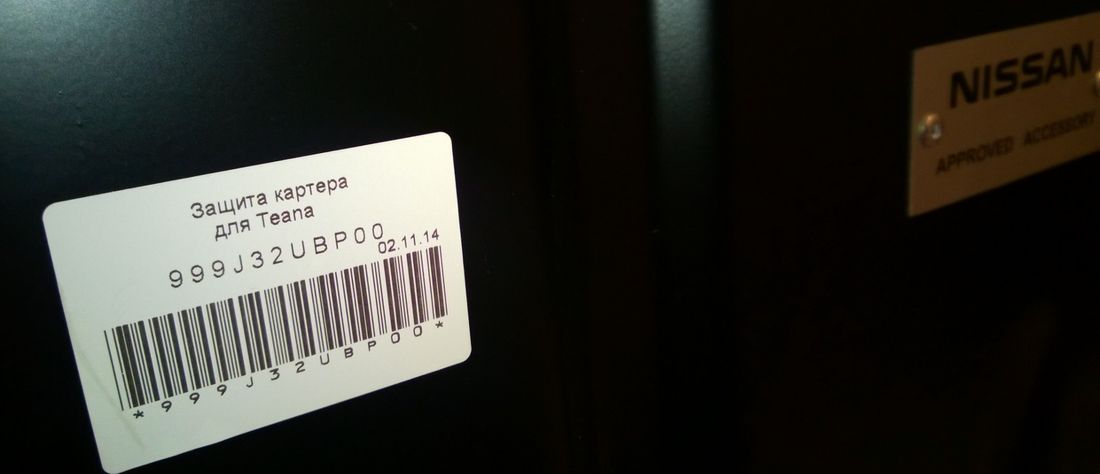 Защита картера
для Teana
999J32UBP00
02.11.14
*999J32UBP00*
NISSAN
APPROVED ACCESSORY